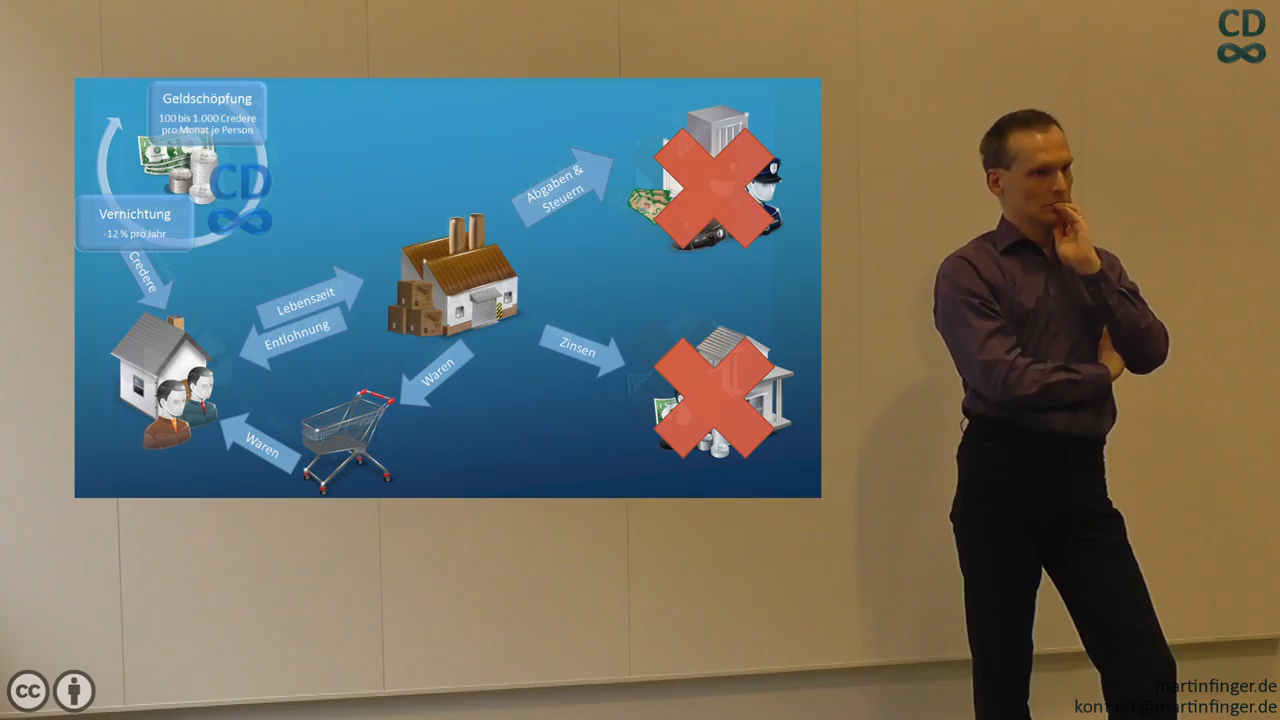 CD
Geldschöpfung
100 bis 1.000 Credere
pro Monat je Person
CD
Vernichtung
-12 % pro Jahr
Credere
Abgaben &
Steuern
Lebenszeit
Entlohnung
Zinsen
Waren
Waren
cc
martinfinger.de
kontakt@martinfinger.de